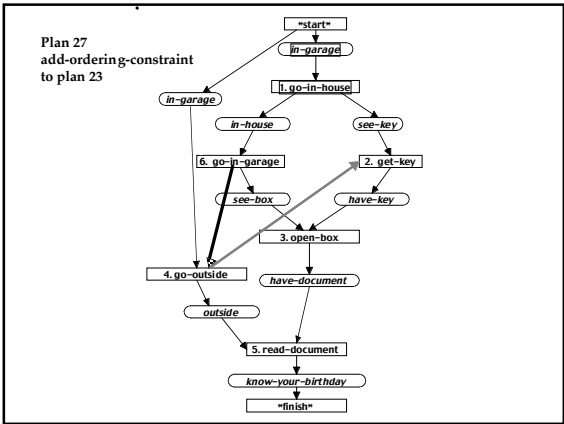 *start*
Plan 27
add-ordering-constraint
to plan 23
in-garage
1. go-in-house
in-garage
in-house
see-key
6. go-in-garage
2. get-key
see-box
have-key
3. open-box
4. go-outside
have-document
outside
5. read-document
know-your-birthday
*finish*